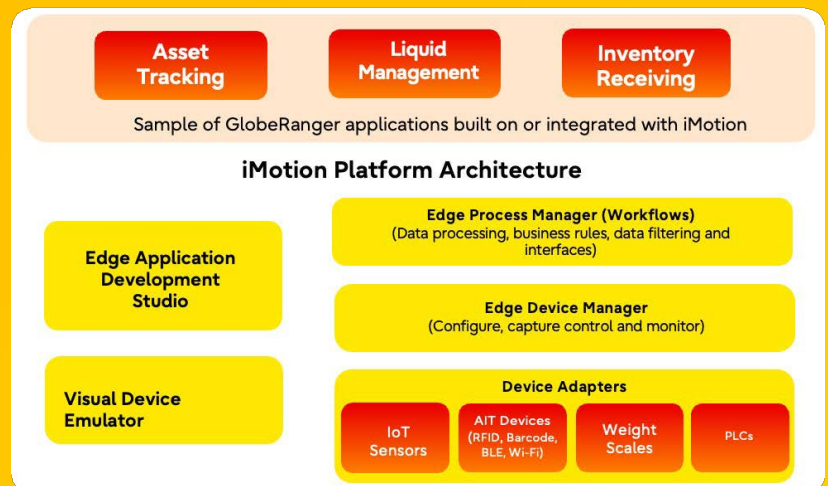 Asset
Tracking
Liquid
Management
Inventory
Receiving
Sample of GlobeRanger applications built on or integrated with iMotion
iMotion Platform Architecture
Edge Application
Development
Studio
Visual Device
Emulator
Edge Process Manager (Workflows)
(Data processing, business rules, data filtering and
interfaces)
Edge Device Manager
(Configure, capture control and monitor)
Device Adapters
IoT
Sensors
AIT Devices
(RFID, Barcode,
BLE, Wi-Fi)
Weight
Scales
PLCs